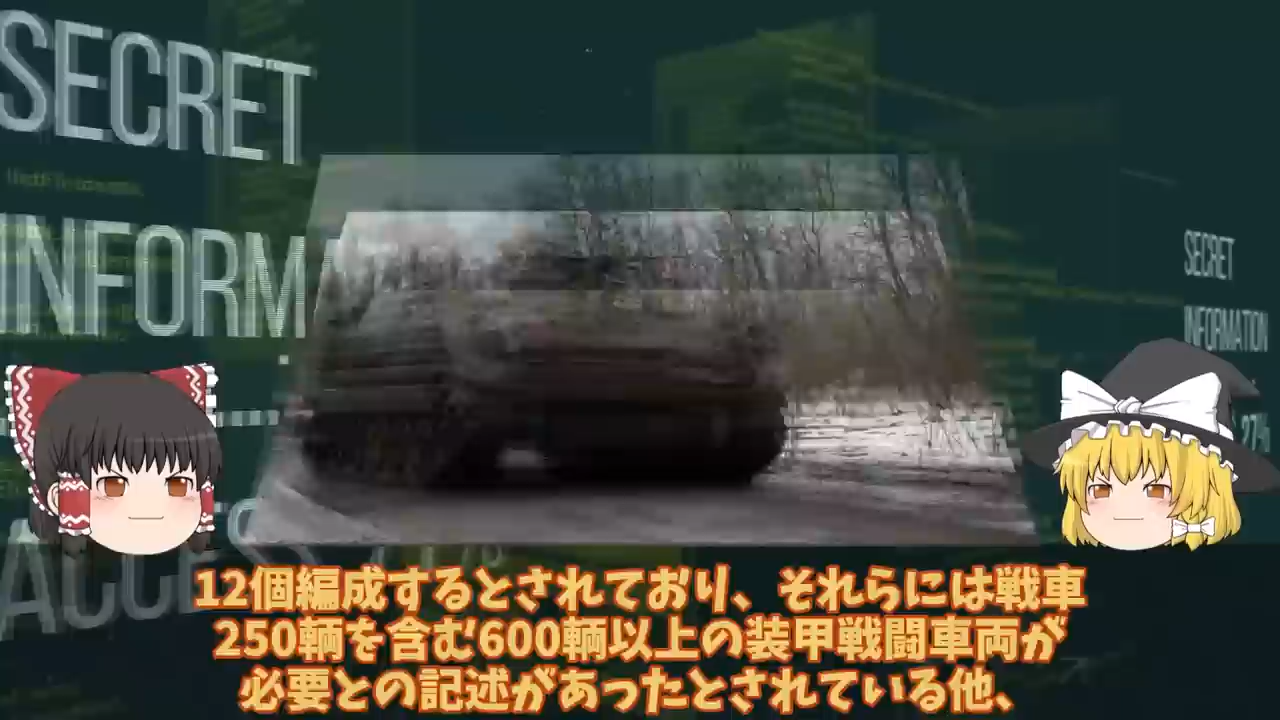 SECRET
INFORM
SECRET
INFORMATION
27%
12個編成するとされており、それらには戦車
250輌を含む600輌以上の装甲戦闘車両が
必要との記述があったとされている他、